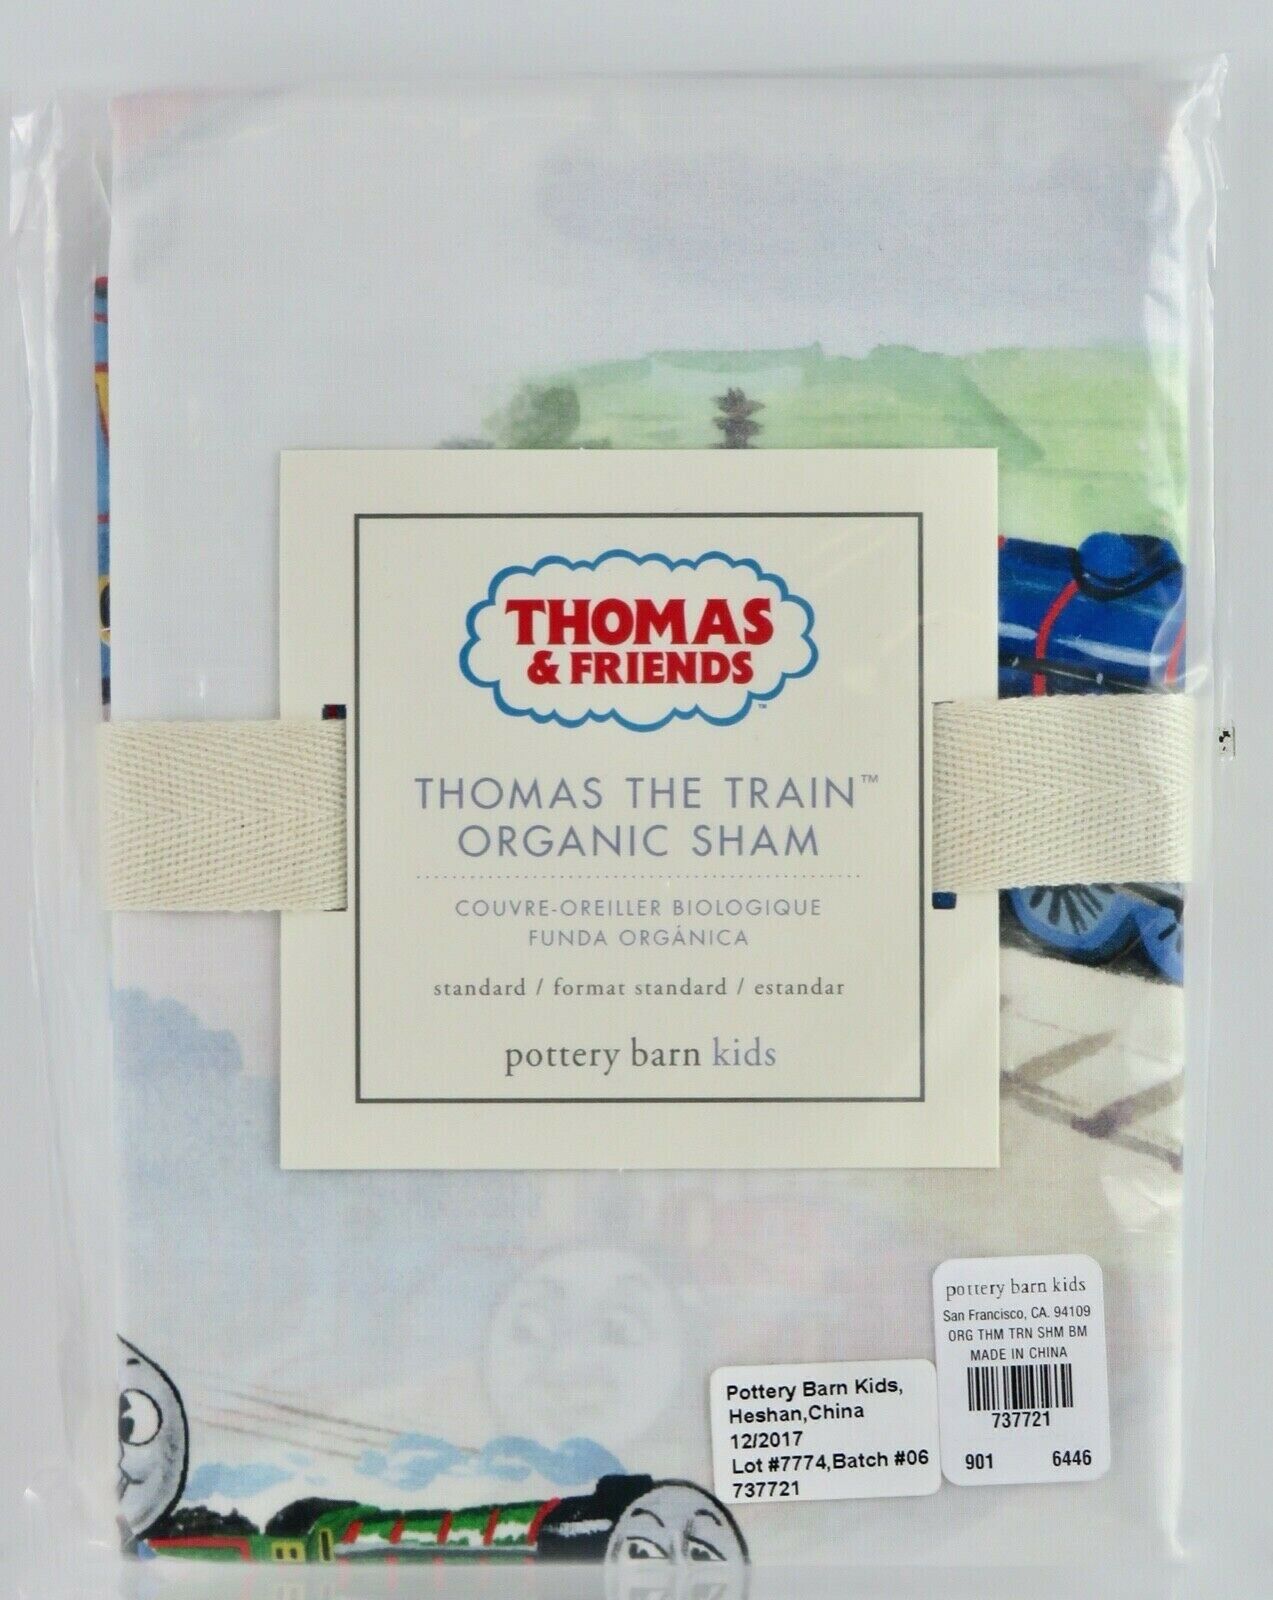 THOMAS
& FRIENDS
™
THOMAS THE TRAIN™
ORGANIC SHAM
COUVRE-OREILLER BIOLOGIQUE
FUNDA ORGÁNICA
standard / format standard / estandar
pottery barn kids
pottery barn kids
San Francisco, CA. 94109
ORG THM TRN SHM BM
MADE IN CHINA
737721
901 6446
Pottery Barn Kids,
Heshan,China
12/2017
Lot #7774,Batch #06
737721